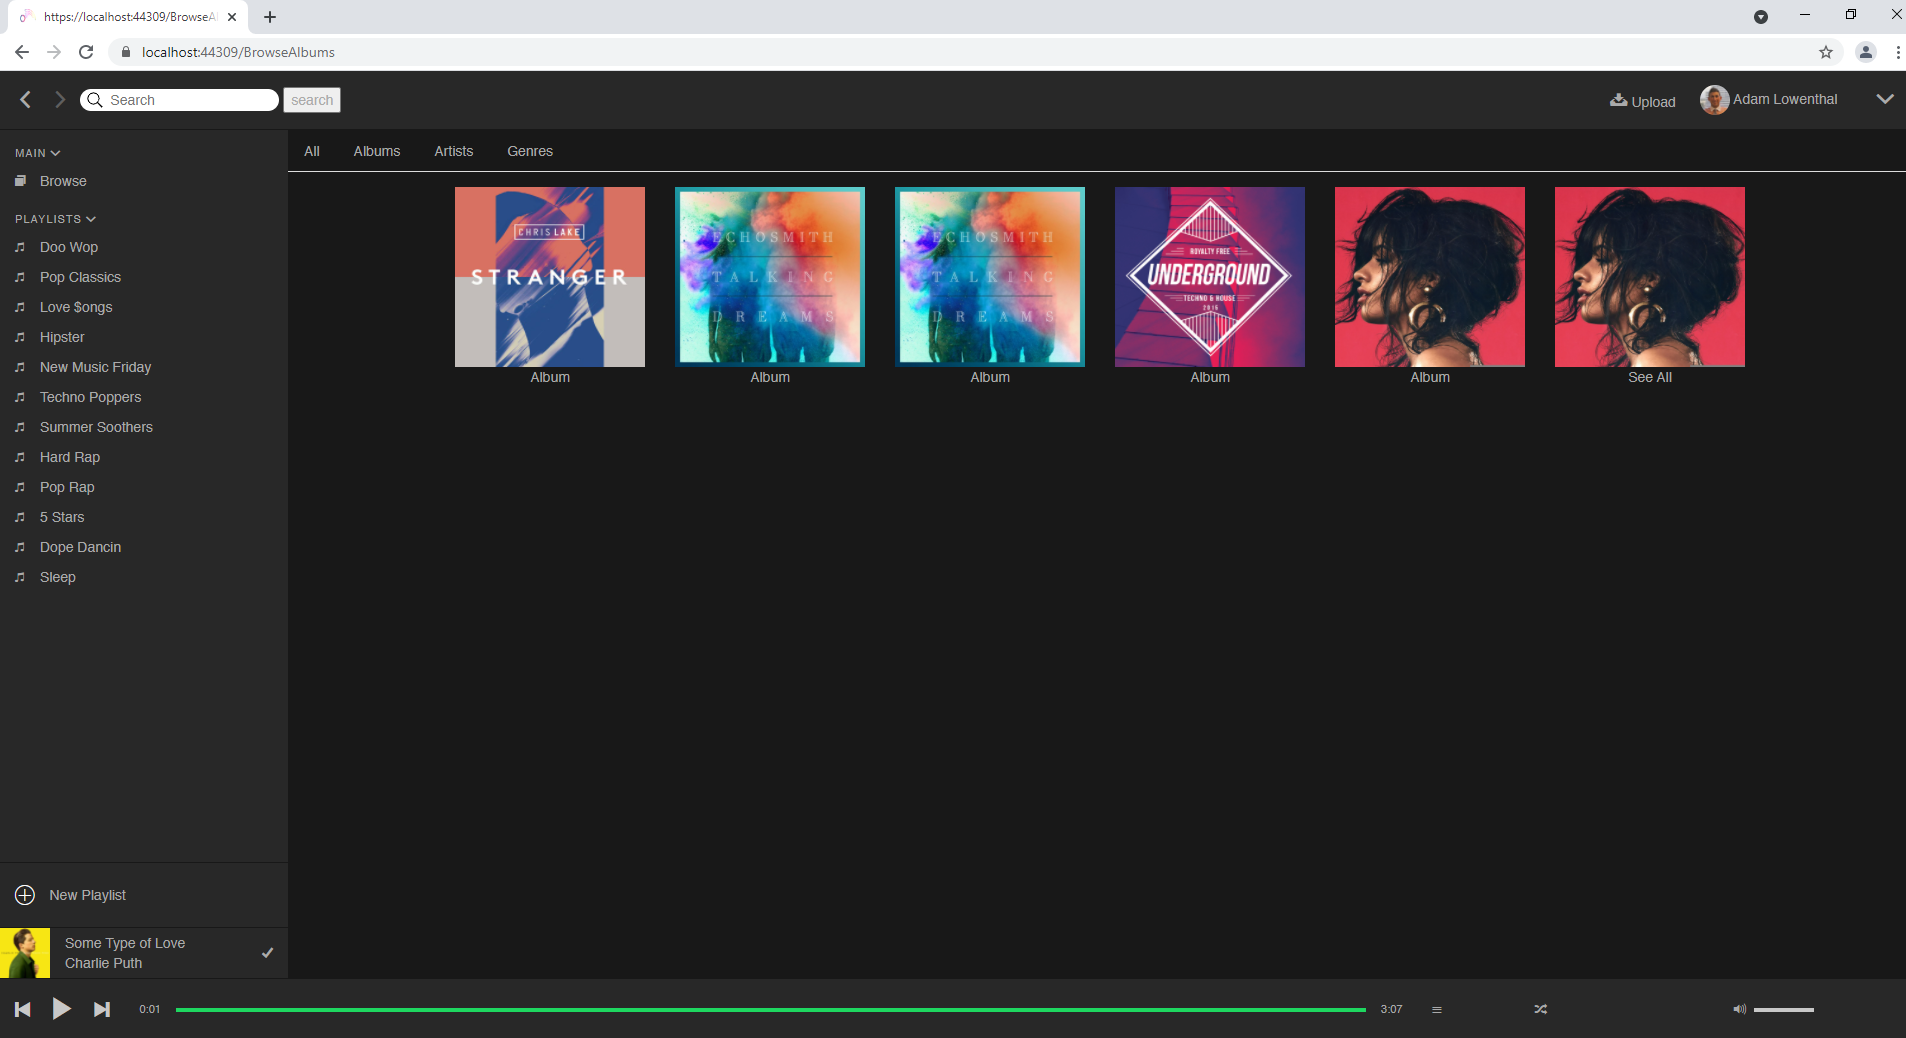 https://localhost:44309/BrowseAl
localhost:44309/BrowseAlbums
Search
search
Upload
Adam Lowenthal
MAIN
Browse
PLAYLISTS
Doo Wop
Pop Classics
Love $ongs
Hipster
New Music Friday
Techno Poppers
Summer Soothers
Hard Rap
Pop Rap
5 Stars
Dope Dancin
Sleep
New Playlist
Some Type of Love
Charlie Puth
All Albums Artists Genres
CHRIS LAKE
STRANGER
Album
ECHOSMITH
TALKING
DREAMS
Album
ECHOSMITH
TALKING
DREAMS
Album
ROYALTY FREE
UNDERGROUND
TECHNO & HOUSE
2015
Album
Album
See All
0:01
3:07